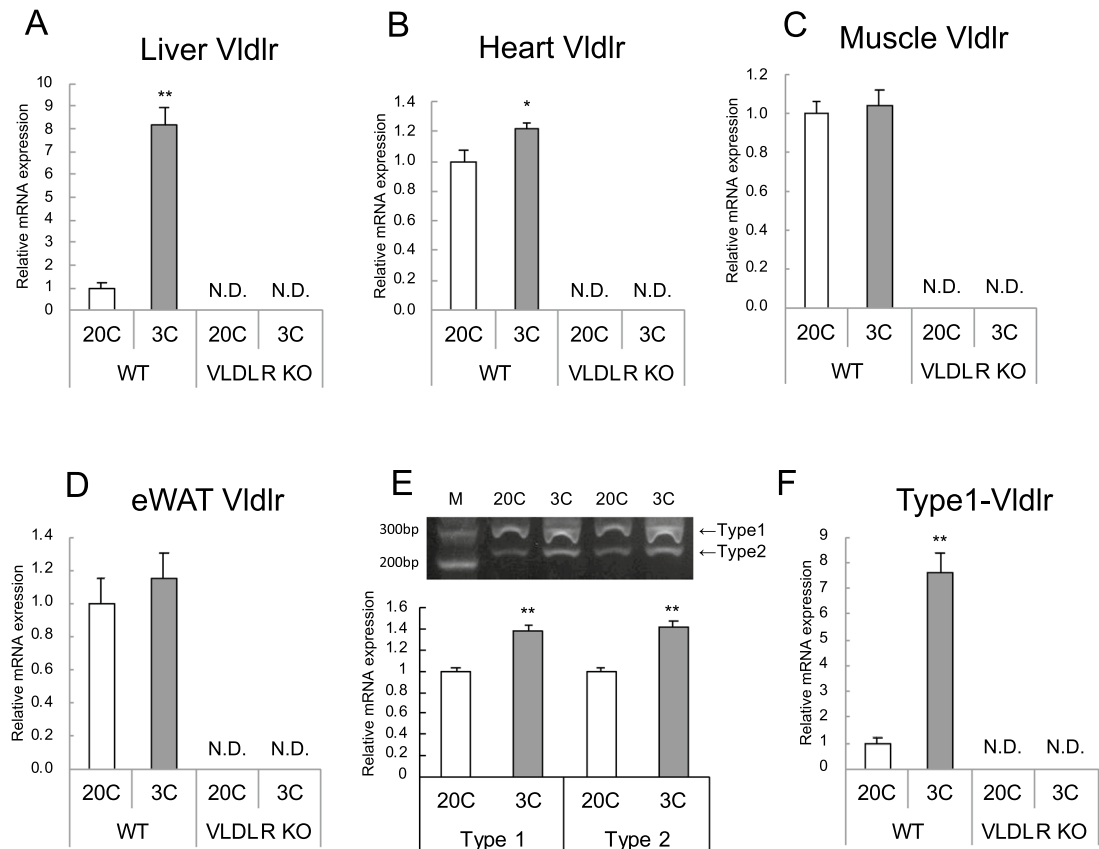 A
Liver Vldlr
Relative mRNA expression
10
9
8
7
6
5
4
3
2
1
0
**
N.D. N.D.
20C 3C 20C 3C
WT VLDLR KO
B
Heart Vldlr
Relative mRNA expression
1.4
1.2
1.0
0.8
0.6
0.4
0.2
0.0
*
N.D. N.D.
20C 3C 20C 3C
WT VLDLR KO
C
Muscle Vldlr
Relative mRNA expression
1.2
1.0
0.8
0.6
0.4
0.2
0.0
N.D. N.D.
20C 3C 20C 3C
WT VLDLR KO
D
eWAT Vldlr
Relative mRNA expression
1.4
1.2
1.0
0.8
0.6
0.4
0.2
0.0
N.D. N.D.
20C 3C 20C 3C
WT VLDLR KO
E
M 20C 3C 20C 3C
300bp ←Type1
←Type2
200bp
Relative mRNA expression
1.6
1.4
1.2
1
0.8
0.6
0.4
0.2
0
** **
20C 3C 20C 3C
Type 1 Type 2
F
Type1-Vldlr
Relative mRNA expression
9
8
7
6
5
4
3
2
1
0
**
N.D. N.D.
20C 3C 20C 3C
WT VLDLR KO